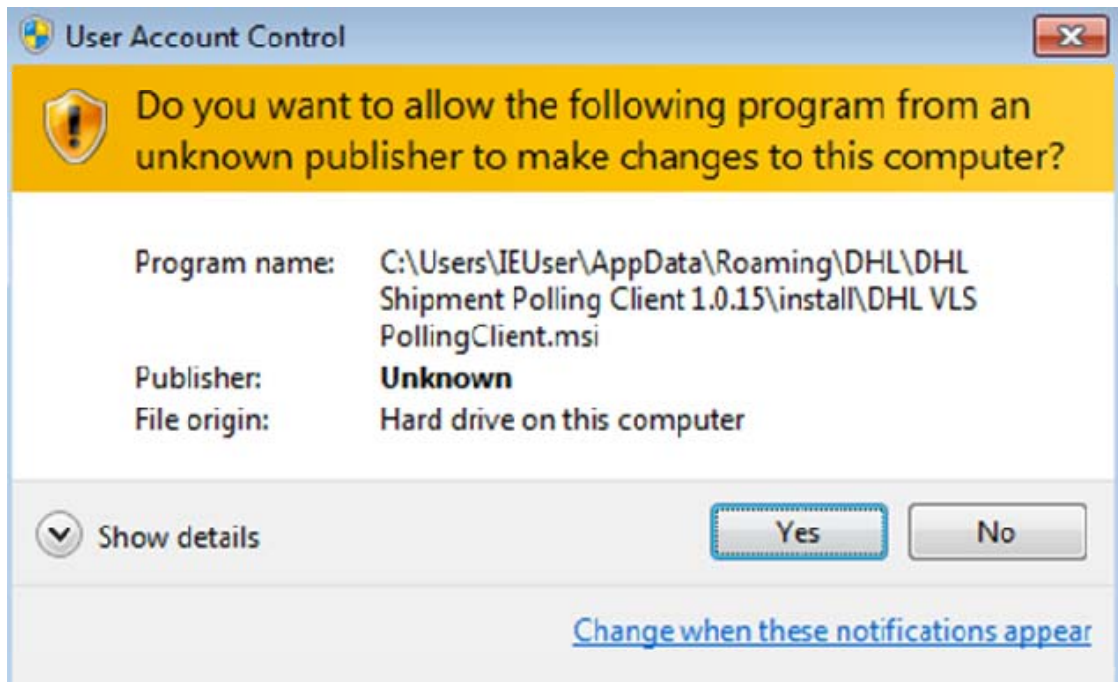 User Account Control
Do you want to allow the following program from an
unknown publisher to make changes to this computer?
Program name: C:\Users\IEUser\AppData\Roaming\DHL\DHL
Shipment Polling Client 1.0.15\install\DHL VLS
PollingClient.msi
Publisher: Unknown
File origin: Hard drive on this computer
Show details
Yes No
Change when these notifications appear